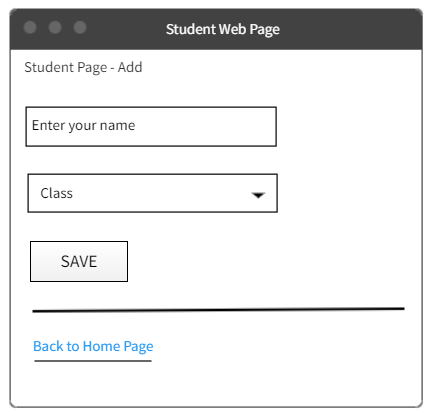 Student Web Page
Student Page - Add
Enter your name
Class
SAVE
Back to Home Page